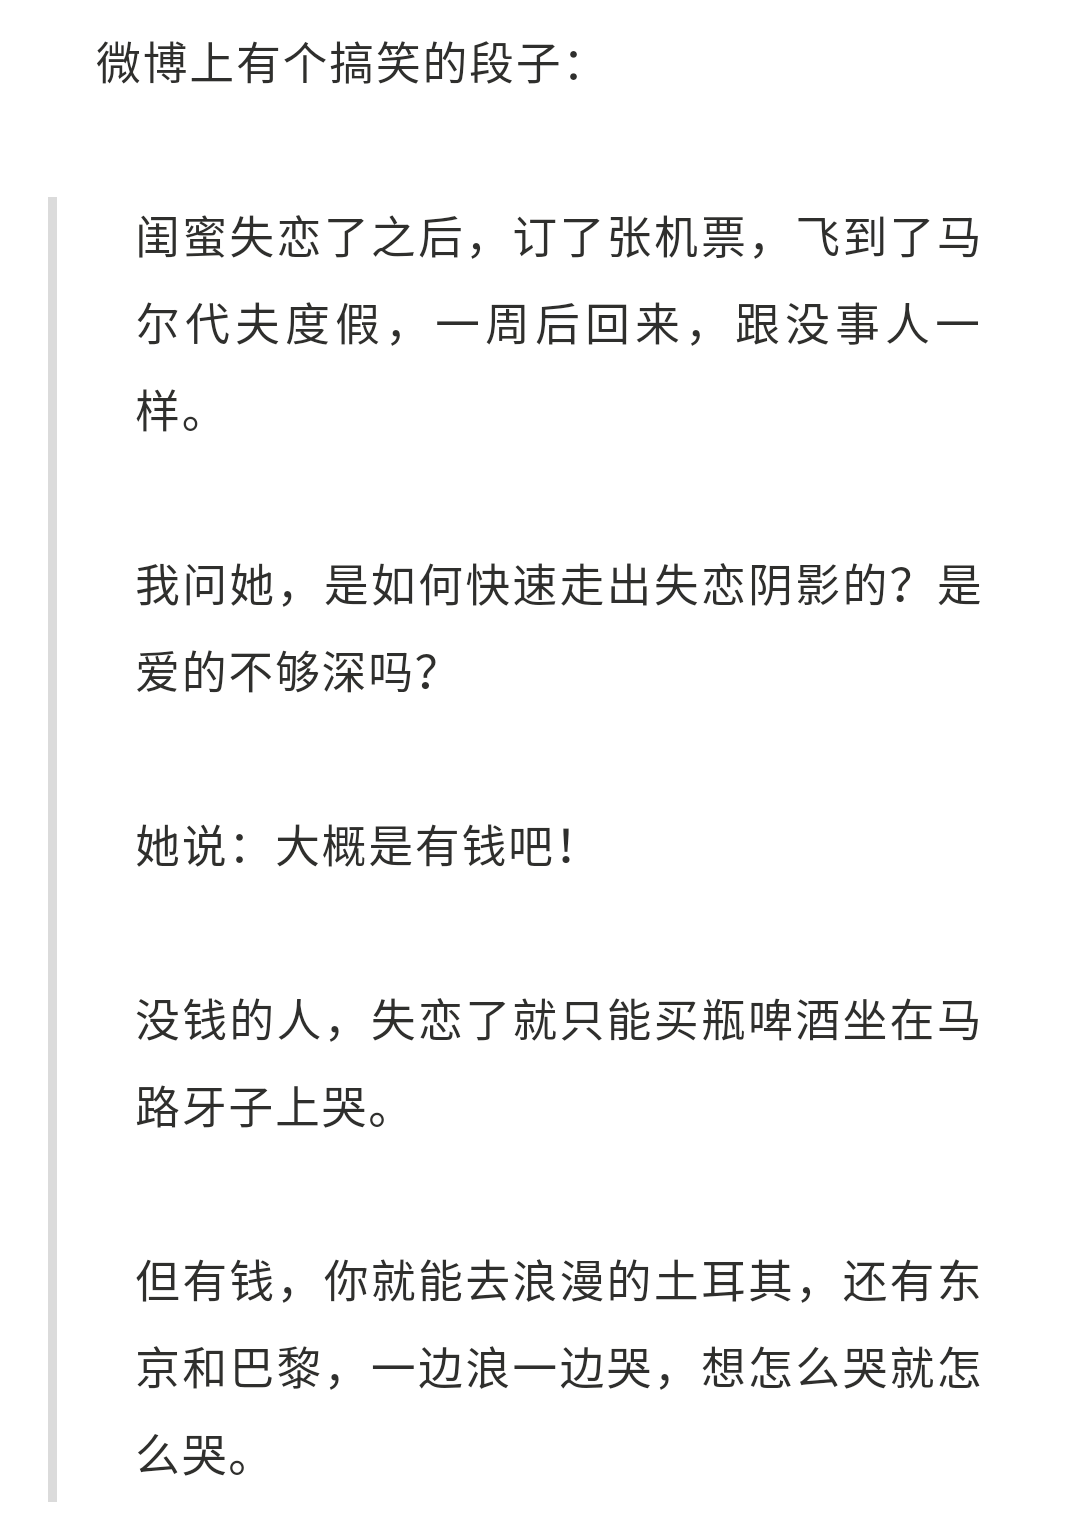 微博上有个搞笑的段子：
闺蜜失恋了之后，订了张机票，飞到了马
尔代夫度假，一周后回来，跟没事人一
样。
我问她，是如何快速走出失恋阴影的？是
爱的不够深吗？
她说：大概是有钱吧！
没钱的人，失恋了就只能买瓶啤酒坐在马
路牙子上哭。
但有钱，你就能去浪漫的土耳其，还有东
京和巴黎，一边浪一边哭，想怎么哭就怎
么哭。